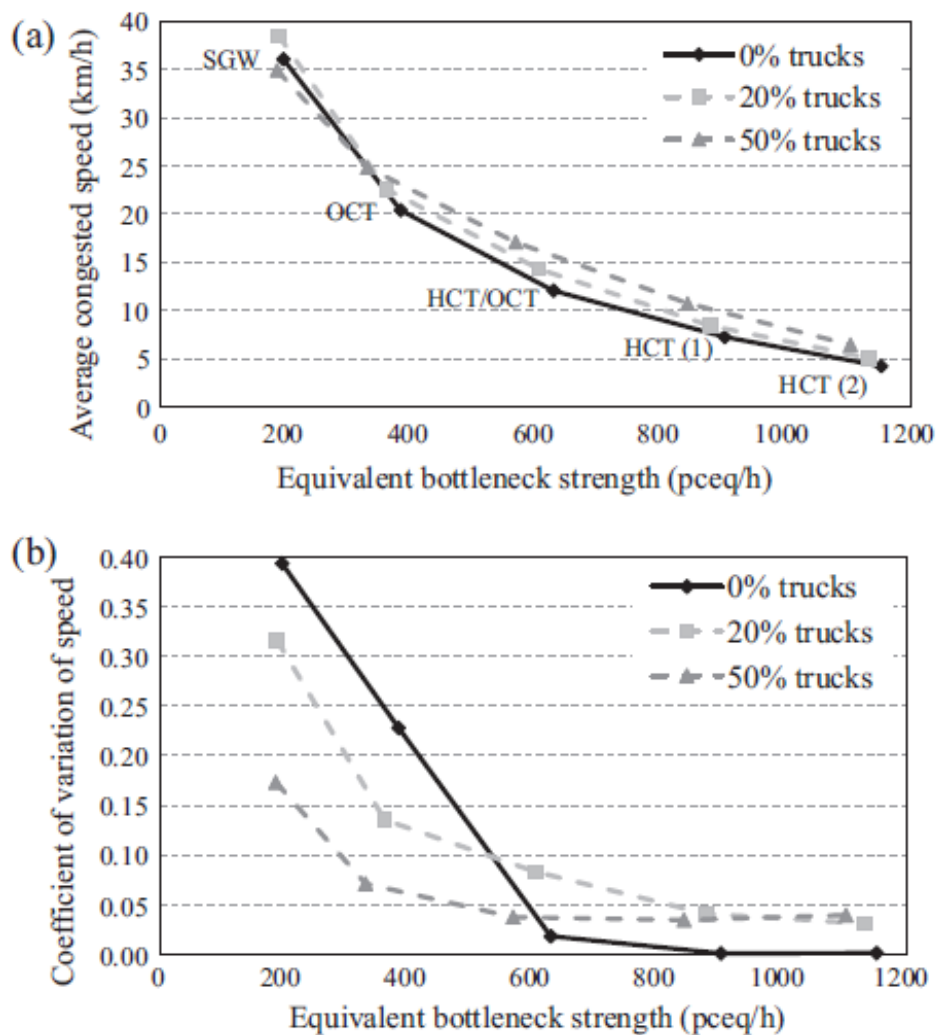 (a)
Average congested speed (km/h)
40
35
30
25
20
15
10
5
0
SGW
OCT
HCT/OCT
HCT (1)
HCT (2)
0% trucks
20% trucks
50% trucks
0 200 400 600 800 1000 1200
Equivalent bottleneck strength (pceq/h)
(b)
Coefficient of variation of speed
0.40
0.35
0.30
0.25
0.20
0.15
0.10
0.05
0.00
0% trucks
20% trucks
50% trucks
0 200 400 600 800 1000 1200
Equivalent bottleneck strength (pceq/h)